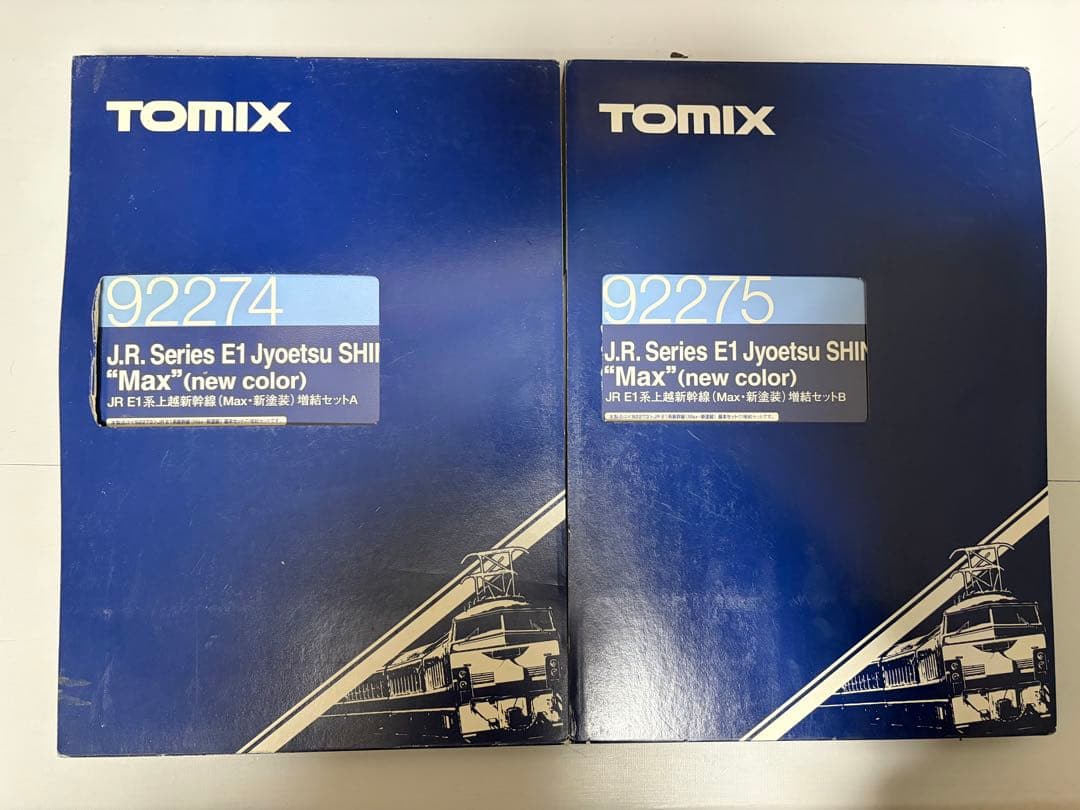 TOMIX
92274
J.R. Series E1 Jyoetsu SHI
“Max”(new color)
JR E1系上越新幹線（Max・新塗装）増結セットA
TOMIX
92275
J.R. Series E1 Jyoetsu SHIN
“Max”(new color)
JR E1系上越新幹線（Max・新塗装）増結セットB